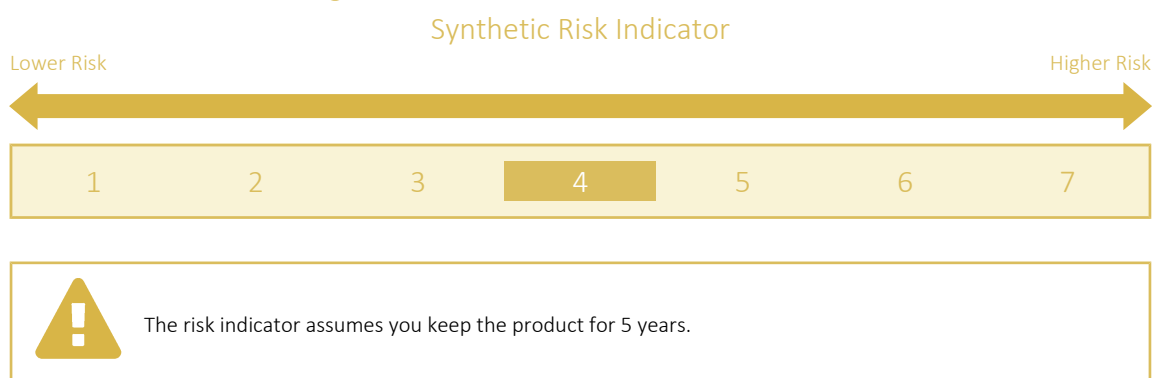 Synthetic Risk Indicator
Lower Risk Higher Risk
1 2 3 4 5 6 7
The risk indicator assumes you keep the product for 5 years.